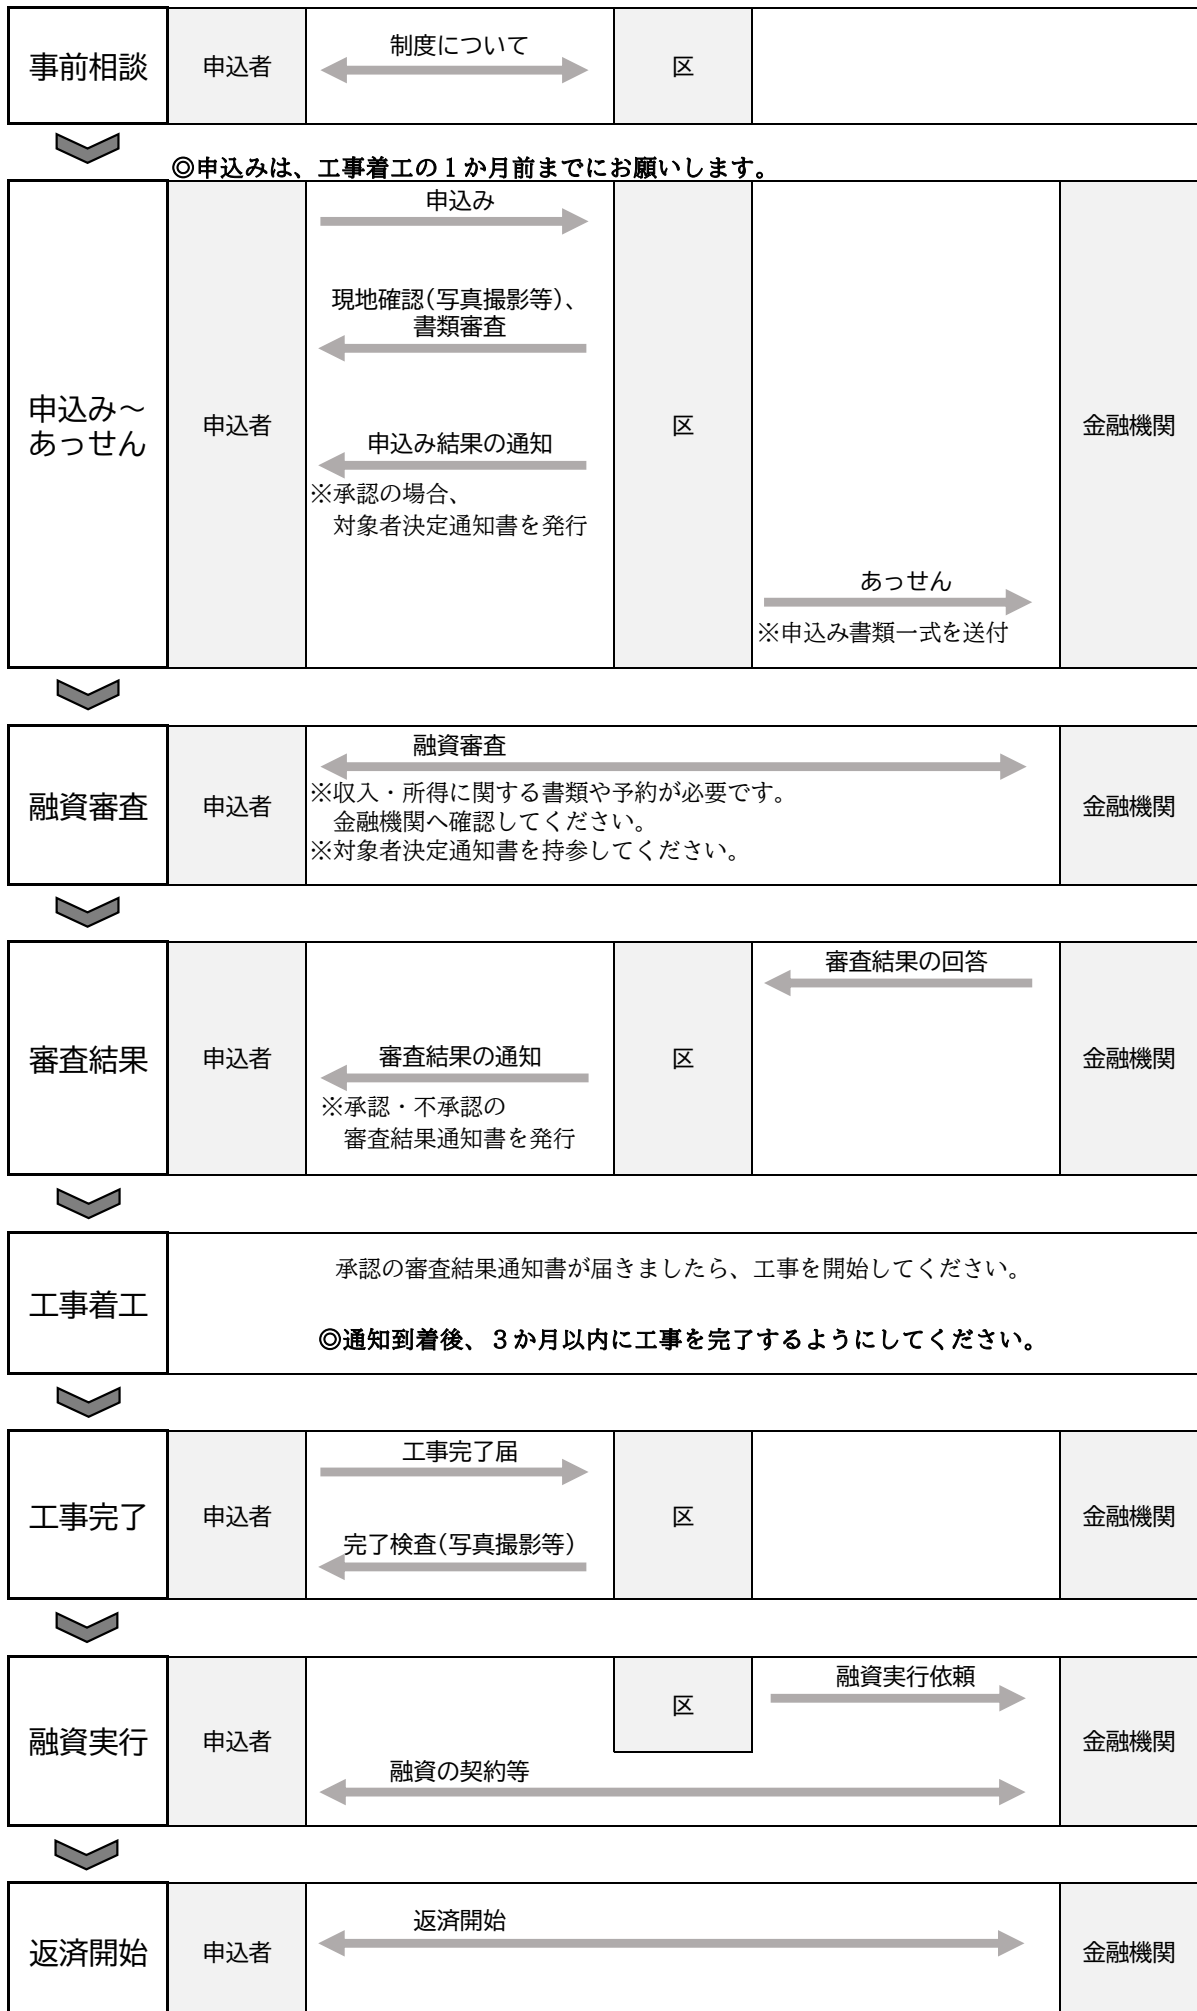 事前相談
申込者
制度について
区
◎申込みは、工事着工の１か月前までにお願いします。
申込み～
あっせん
申込者
申込み
現地確認(写真撮影等)、
書類審査
申込み結果の通知
※承認の場合、
対象者決定通知書を発行
区
あっせん
※申込み書類一式を送付
金融機関
融資審査
申込者
融資審査
※収入・所得に関する書類や予約が必要です。
金融機関へ確認してください。
※対象者決定通知書を持参してください。
金融機関
審査結果
申込者
審査結果の回答
審査結果の通知
※承認・不承認の
審査結果通知書を発行
区
金融機関
工事着工
承認の審査結果通知書が届きましたら、工事を開始してください。
◎通知到着後、３か月以内に工事を完了するようにしてください。
工事完了
申込者
工事完了届
完了検査(写真撮影等)
区
金融機関
融資実行
申込者
区
融資実行依頼
融資の契約等
金融機関
返済開始
申込者
返済開始
金融機関